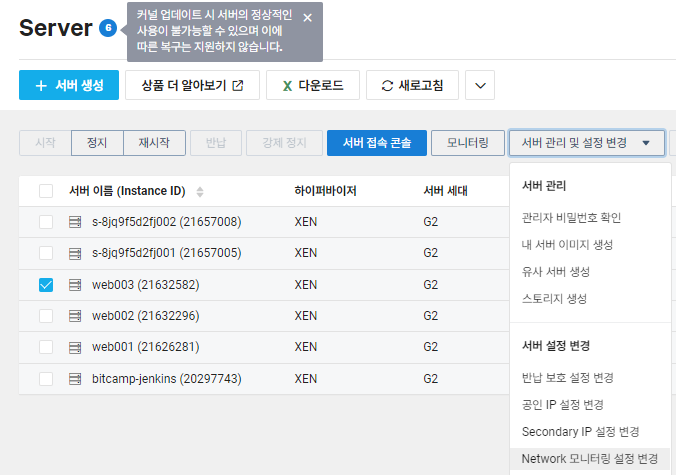 Server 6
커널 업데이트 시 서버의 정상적인
사용이 불가능할 수 있으며 이에
따른 복구는 지원하지 않습니다.
+ 서버 생성 상품 더 알아보기 다운로드 새로고침
시작 정지 재시작 반납 강제 정지 서버 접속 콘솔 모니터링 서버 관리 및 설정 변경
서버 이름 (Instance ID) 하이퍼바이저 서버 세대
s-8jq9f5d2fj002 (21657008) XEN G2
s-8jq9f5d2fj001 (21657005) XEN G2
web003 (21632582) XEN G2
web002 (21632296) XEN G2
web001 (21626281) XEN G2
bitcamp-jenkins (20297743) XEN G2
서버 관리
관리자 비밀번호 확인
내 서버 이미지 생성
유사 서버 생성
스토리지 생성
서버 설정 변경
반납 보호 설정 변경
공인 IP 설정 변경
Secondary IP 설정 변경
Network 모니터링 설정 변경